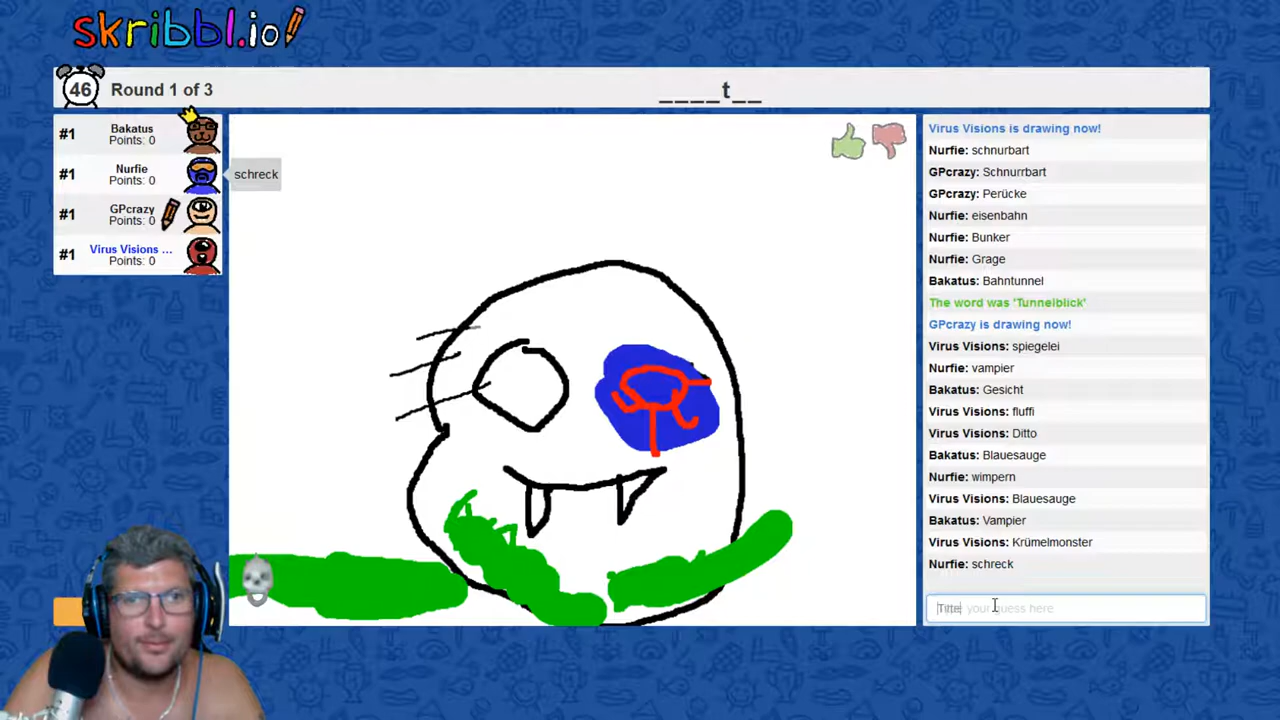 skribbl.io
46
Round 1 of 3
____t__
#1
Bakatus
Points: 0
#1
Nurfie
Points: 0
schreck
#1
GPcrazy
Points: 0
#1
Virus Visions ...
Points: 0
Virus Visions is drawing now!
Nurfie: schnurbart
GPcrazy: Schnurrbart
GPcrazy: Perücke
Nurfie: eisenbahn
Nurfie: Bunker
Nurfie: Grage
Bakatus: Bahntunnel
The word was 'Tunnelblick'
GPcrazy is drawing now!
Virus Visions: spiegelei
Nurfie: vampier
Bakatus: Gesicht
Virus Visions: fluffi
Virus Visions: Ditto
Bakatus: Blauesauge
Nurfie: wimpern
Virus Visions: Blauesauge
Bakatus: Vampier
Virus Visions: Krümelmonster
Nurfie: schreck
your guess here